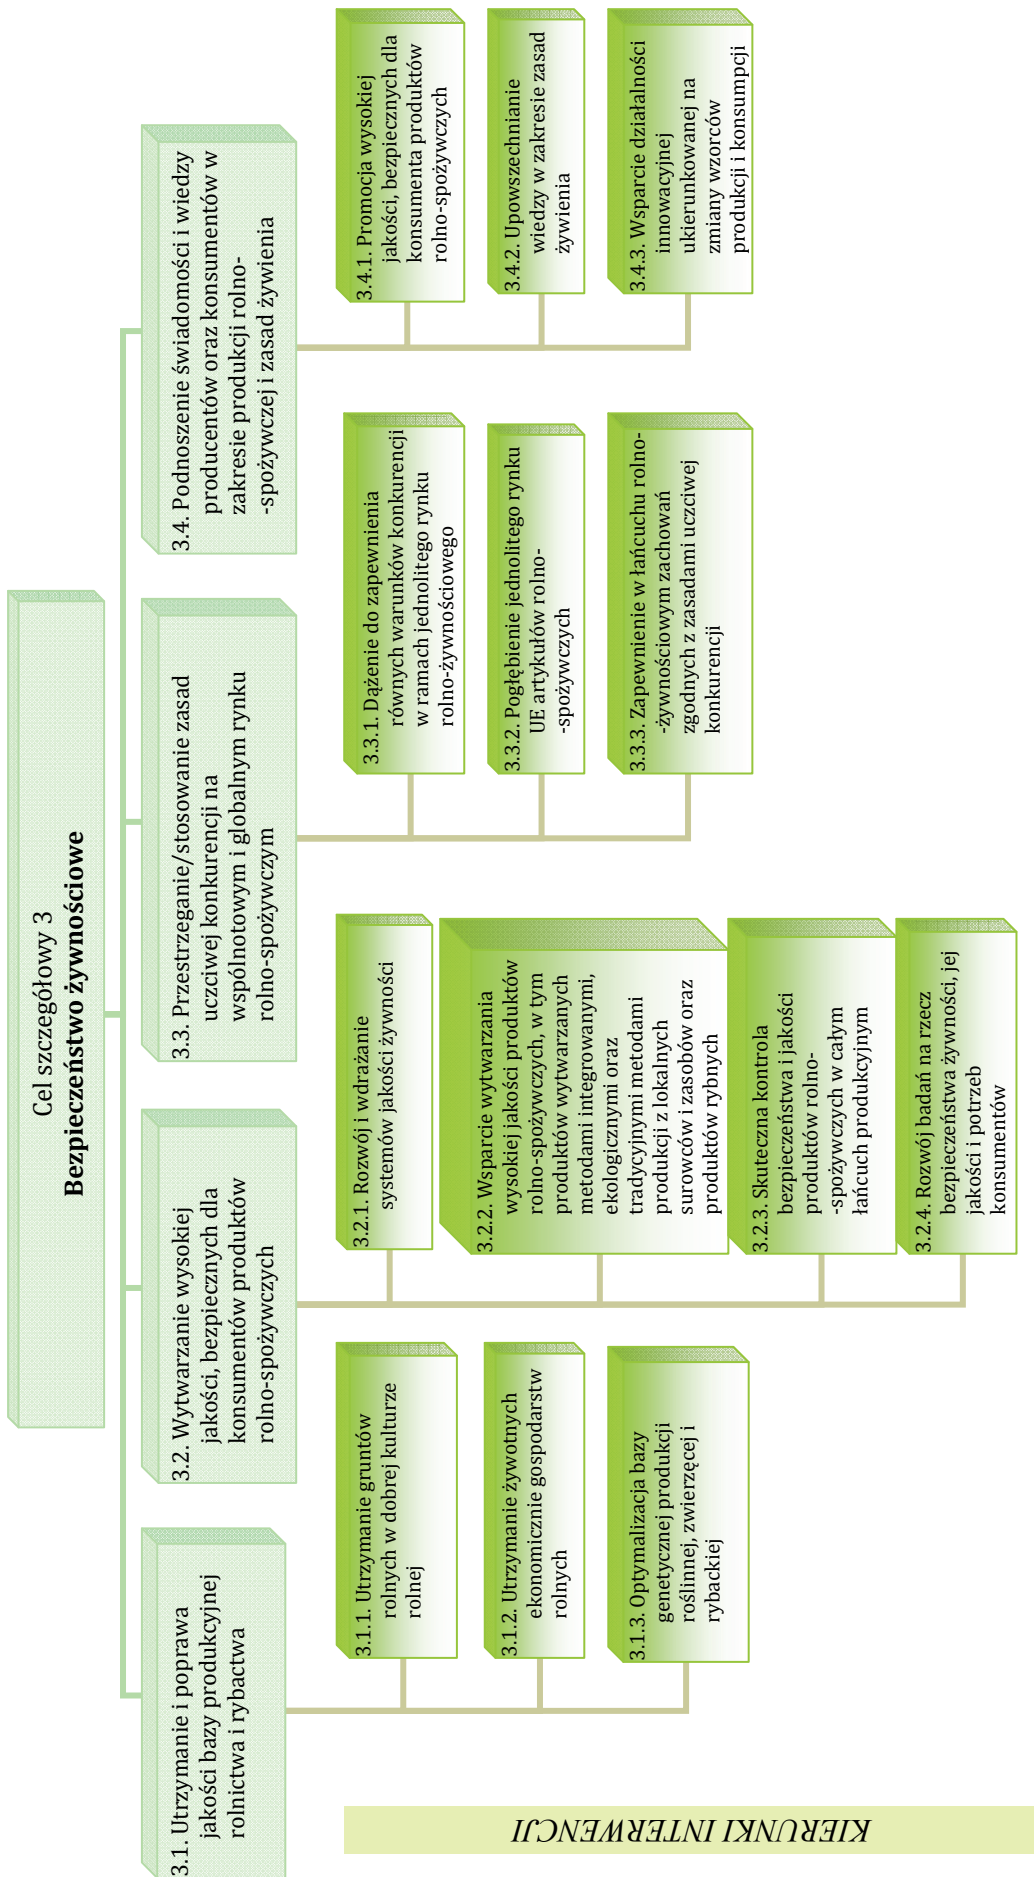 Cel szczegółowy 3
Bezpieczeństwo żywnościowe
3.1. Utrzymanie i poprawa
jakości bazy produkcyjnej
rolnictwa i rybactwa
3.2. Wytwarzanie wysokiej
jakości, bezpiecznych dla
konsumentów produktów
rolno-spożywczych
3.3. Przestrzeganie/stosowanie zasad
uczciwej konkurencji na
wspólnotowym i globalnym rynku
rolno-spożywczym
3.4. Podnoszenie świadomości i wiedzy
producentów oraz konsumentów w
zakresie produkcji rolno-
-spożywczej i zasad żywienia
3.1.1. Utrzymanie gruntów
rolnych w dobrej kulturze
rolnej
3.1.2. Utrzymanie żywotnych
ekonomicznie gospodarstw
rolnych
3.1.3. Optymalizacja bazy
genetycznej produkcji
roślinnej, zwierzęcej i
rybackiej
3.2.1. Rozwój i wdrażanie
systemów jakości żywności
3.2.2. Wsparcie wytwarzania
wysokiej jakości produktów
rolno-spożywczych, w tym
produktów wytwarzanych
metodami integrowanymi,
ekologicznymi oraz
tradycyjnymi metodami
produkcji z lokalnych
surowców i zasobów oraz
produktów rybnych
3.2.3. Skuteczna kontrola
bezpieczeństwa i jakości
produktów rolno-
-spożywczych w całym
łańcuch produkcyjnym
3.2.4. Rozwój badań na rzecz
bezpieczeństwa żywności, jej
jakości i potrzeb
konsumentów
3.3.1. Dążenie do zapewnienia
równych warunków konkurencji
w ramach jednolitego rynku
rolno-żywnościowego
3.3.2. Pogłębienie jednolitego rynku
UE artykułów rolno-
-spożywczych
3.3.3. Zapewnienie w łańcuchu rolno-
-żywnościowym zachowań
zgodnych z zasadami uczciwej
konkurencji
3.4.1. Promocja wysokiej
jakości, bezpiecznych dla
konsumenta produktów
rolno-spożywczych
3.4.2. Upowszechnianie
wiedzy w zakresie zasad
żywienia
3.4.3. Wsparcie działalności
innowacyjnej
ukierunkowanej na
zmiany wzorców
produkcji i konsumpcji
KIERUNKI INTERWENCJI